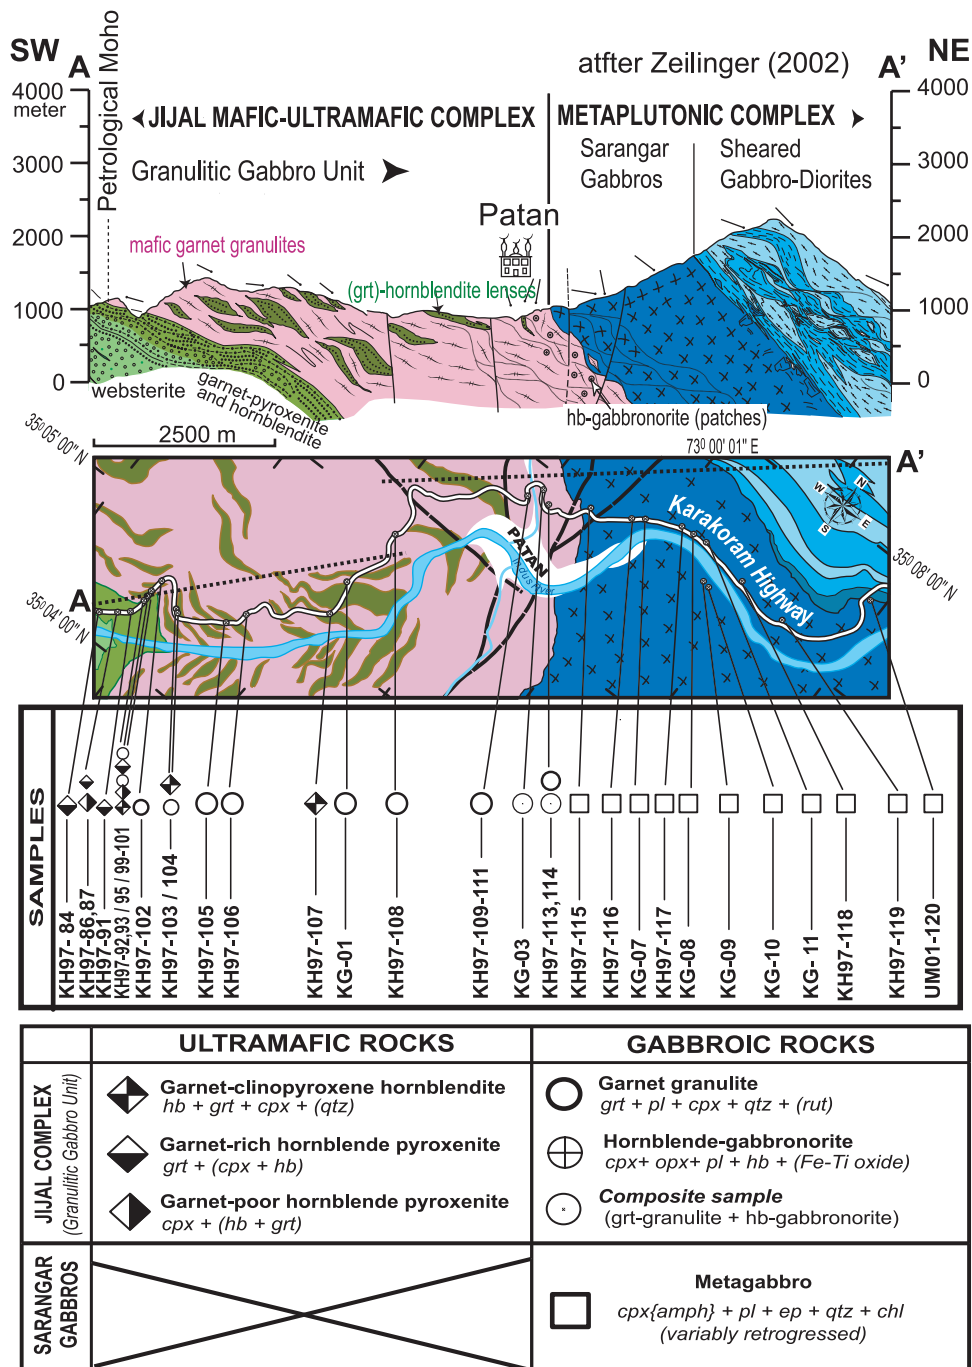 SW
A
Petrological Moho
atfter Zeilinger (2002)
A'
NE
4000
meter
3000
2000
1000
0
4000
3000
2000
1000
0
JIJAL MAFIC-ULTRAMAFIC COMPLEX
METAPLUTONIC COMPLEX
Granulitic Gabbro Unit
Sarangar
Gabbros
Sheared
Gabbro-Diorites
Patan
mafic garnet granulites
(grt)-hornblendite lenses
websterite
garnet-pyroxenite
and hornblendite
hb-gabbronorite (patches)
2500 m
35º 05' 00" N
73º 00' 01" E
A'
A
35º 04' 00" N
35º 08' 00" N
N
W
E
S
PATAN
Indus River
Karakoram Highway
SAMPLES
KH97- 84
KH97-86,87
KH97-91
KH97-92,93 / 95 / 99-101
KH97-102
KH97-103 / 104
KH97-105
KH97-106
KH97-107
KG-01
KH97-108
KH97-109-111
KG-03
KH97-113,114
KH97-115
KH97-116
KG-07
KH97-117
KG-08
KG-09
KG-10
KG- 11
KH97-118
KH97-119
UM01-120
ULTRAMAFIC ROCKS
GABBROIC ROCKS
JIJAL COMPLEX
(Granulitic Gabbro Unit)
Garnet-clinopyroxene hornblendite
hb + grt + cpx + (qtz)
Garnet-rich hornblende pyroxenite
grt + (cpx + hb)
Garnet-poor hornblende pyroxenite
cpx + (hb + grt)
Garnet granulite
grt + pl + cpx + qtz + (rut)
Hornblende-gabbronorite
cpx+ opx+ pl + hb + (Fe-Ti oxide)
Composite sample
(grt-granulite + hb-gabbronorite)
SARANGAR
GABBROS
Metagabbro
cpx{amph} + pl + ep + qtz + chl
(variably retrogressed)